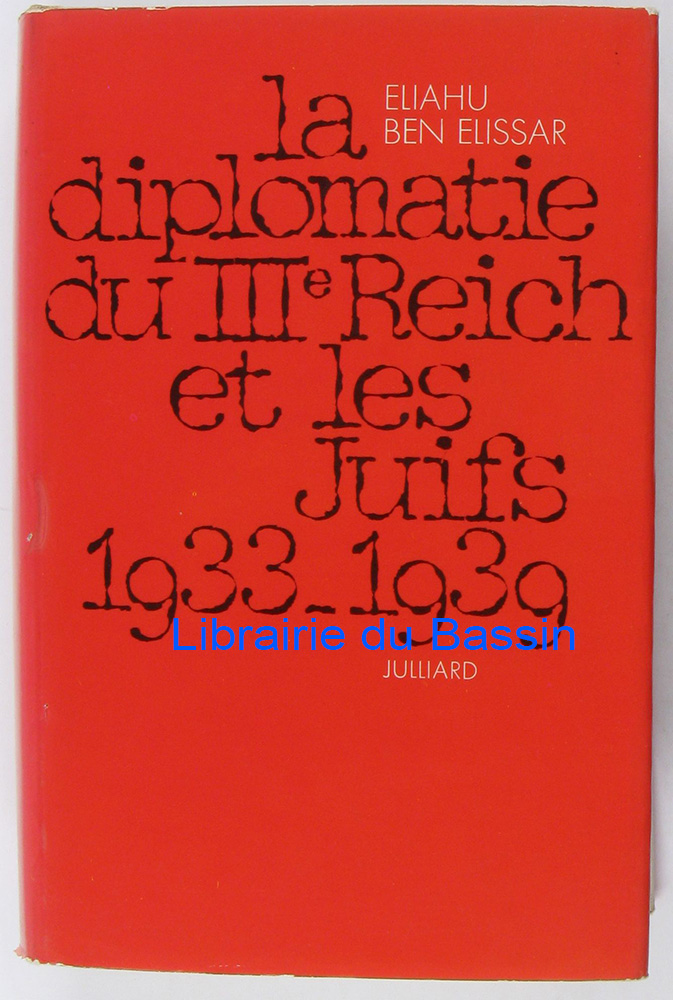 ELIAHU
BEN ELISSAR
la
diplomatie
du IIIe Reich
et les
Juifs
1933-1939
Librairie du Bassin
JULLIARD